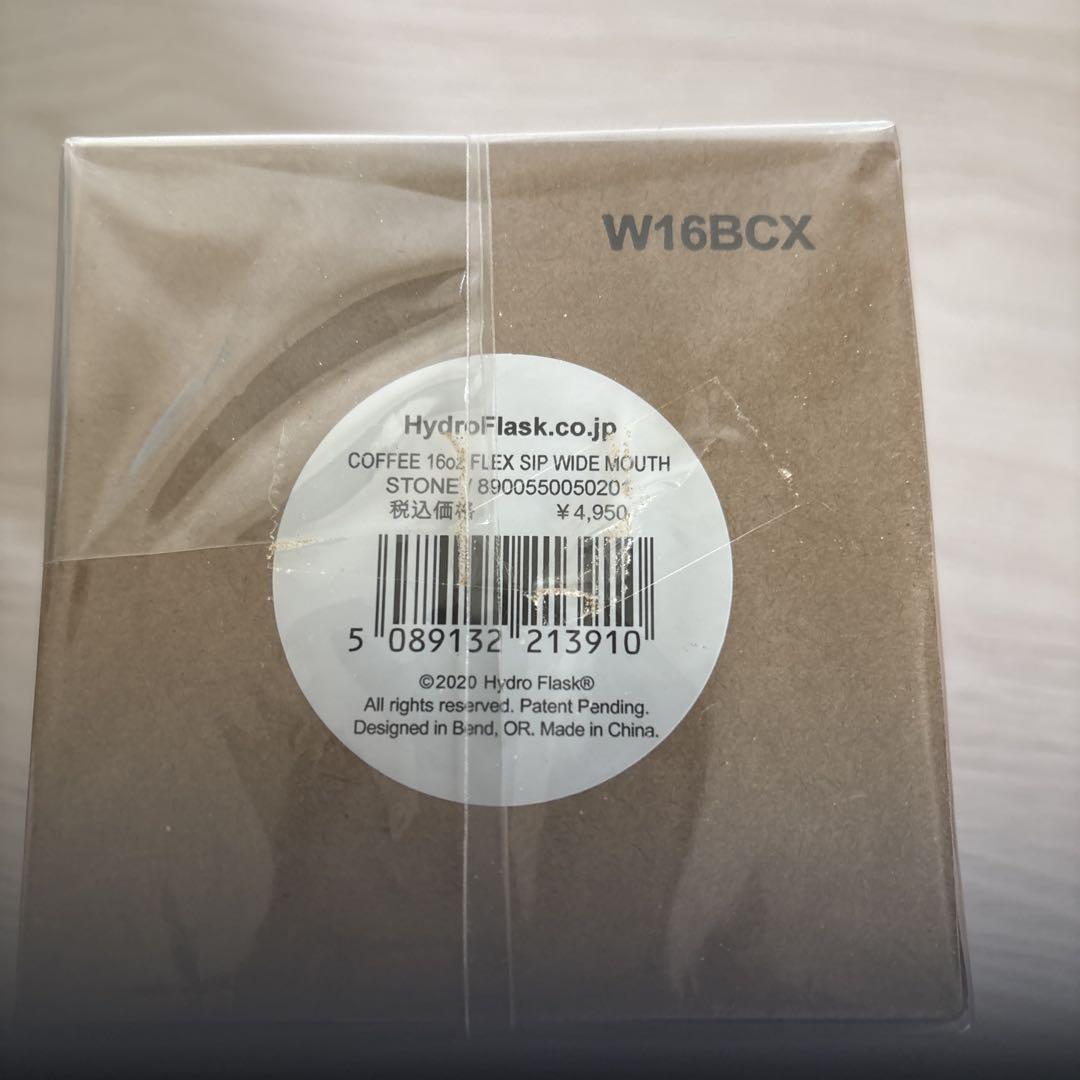 W16BCX
HydroFlask.co.jp
COFFEE 16oz FLEX SIP WIDE MOUTH
STONE / 8900550050201
税込価格 ¥4,950
5 089132 213910
©2020 Hydro Flask®
All rights reserved. Patent Pending.
Designed in Bend, OR. Made in China.